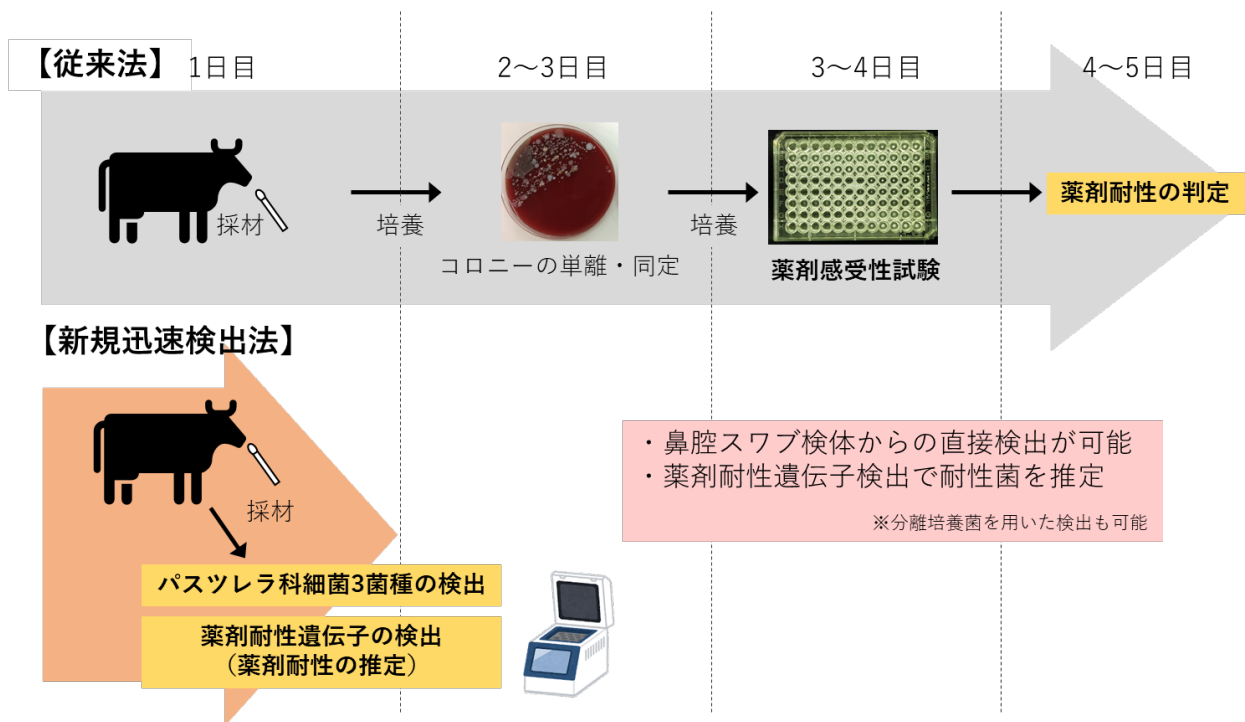 【従来法】
1日目
2～3日目
3～4日目
4～5日目
採材
培養
コロニーの単離・同定
培養
薬剤感受性試験
薬剤耐性の判定
【新規迅速検出法】
採材
パスツレラ科細菌3菌種の検出
薬剤耐性遺伝子の検出
（薬剤耐性の推定）
・鼻腔スワブ検体からの直接検出が可能
・薬剤耐性遺伝子検出で耐性菌を推定
※分離培養菌を用いた検出も可能